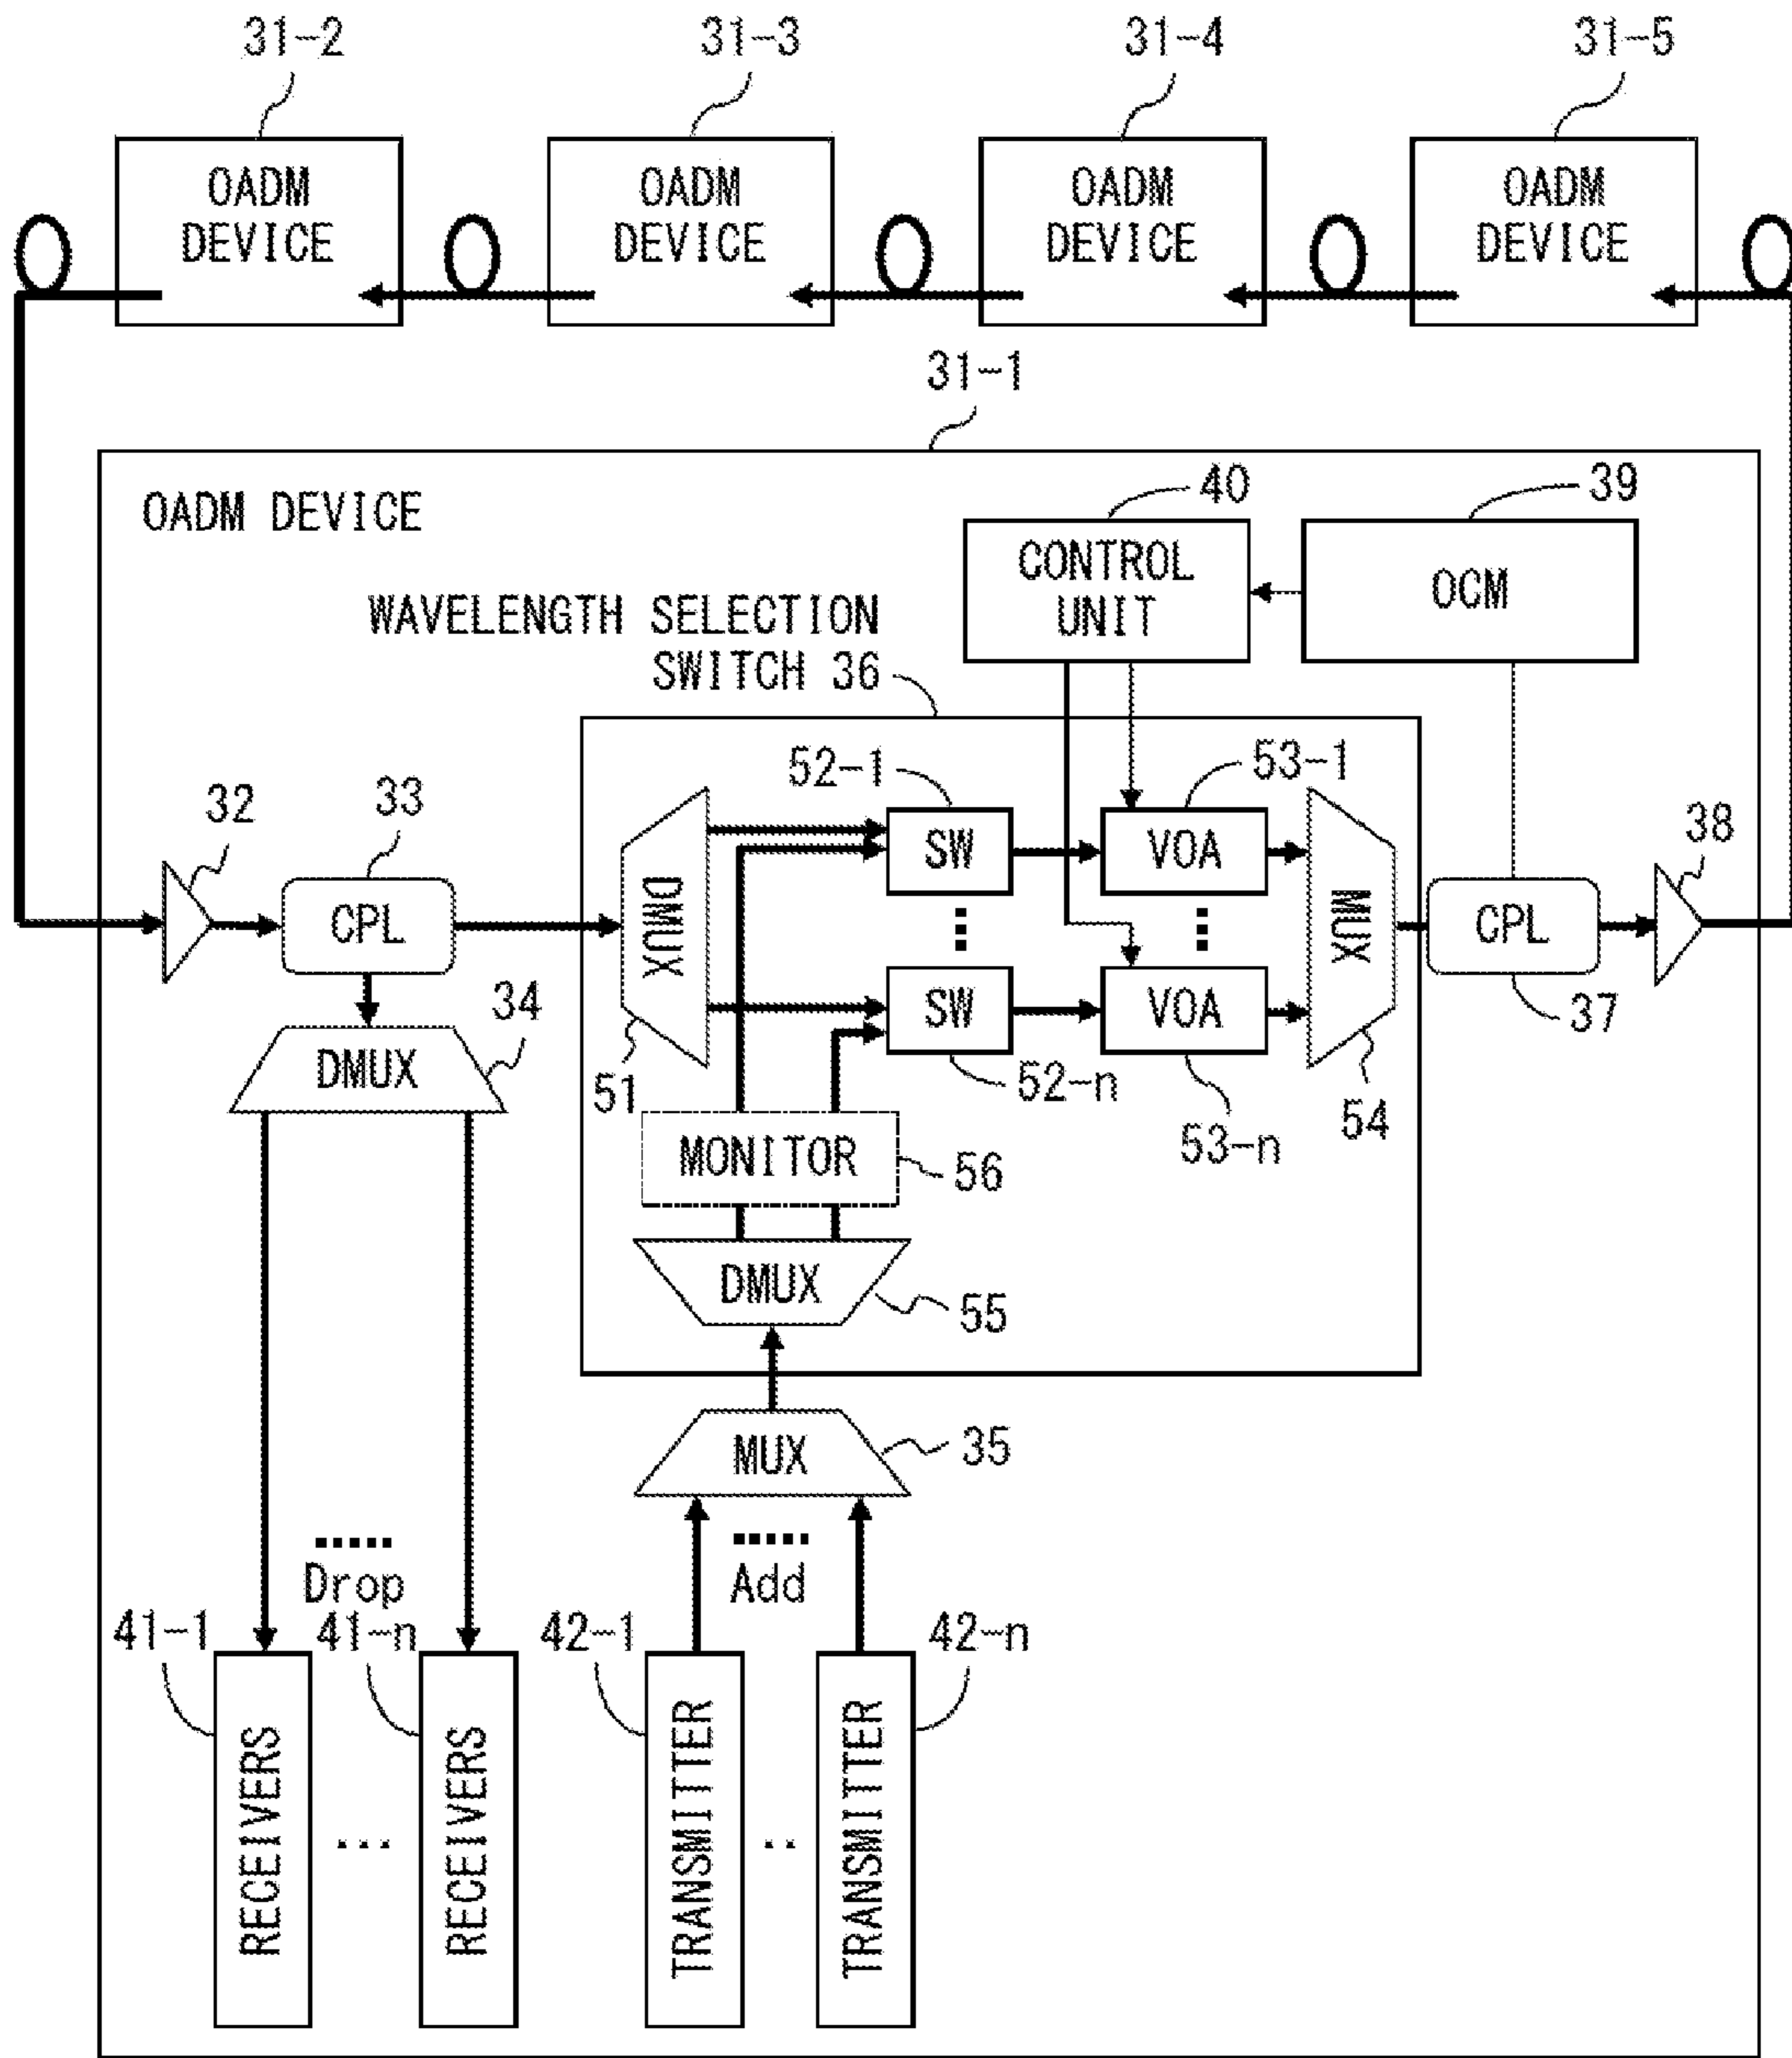 31-2 31-3 31-4 31-5
OADM DEVICE
OADM DEVICE
OADM DEVICE
OADM DEVICE
31-1
OADM DEVICE
40
39
CONTROL
UNIT
OCM
WAVELENGTH SELECTION
SWITCH 36
52-1
53-1
32
33
38
SW
VOA
CPL
DMUX
MUX
CPL
34
SW
VOA
37
DMUX
51
52-n
54
53-n
MONITOR
56
DMUX
55
MUX
35
Drop
Add
41-1
41-n
42-1
42-n
RECEIVERS
RECEIVERS
TRANSMITTER
TRANSMITTER